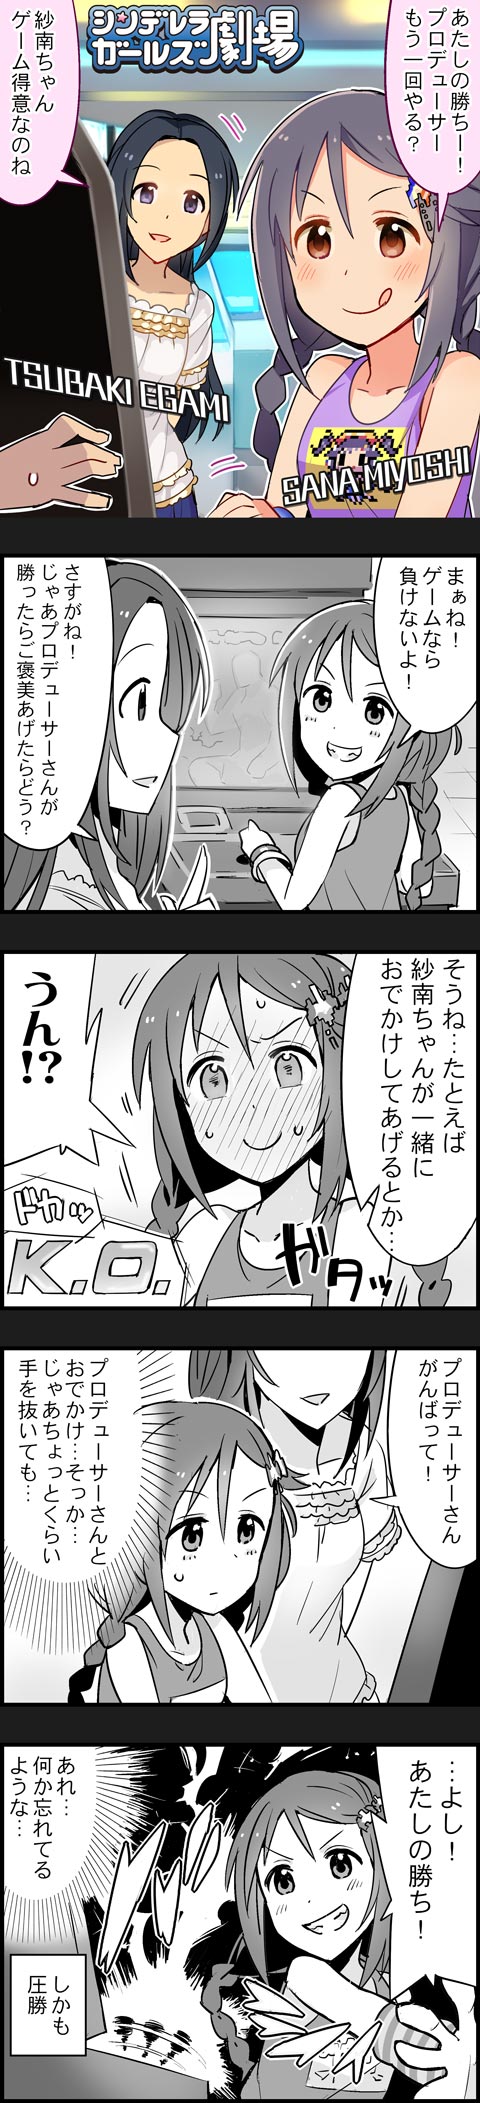 シンデレラ
ガールズ劇場
あたしの勝ちー!
プロデューサー
もう一回やる?
紗南ちゃん
ゲーム得意なのね
TSUBAKI EGAMI
SANA MIYOSHI
まぁね!
ゲームなら
負けないよ!
さすがね!
じゃあプロデューサーさんが
勝ったらご褒美あげたらどう?
そうね…たとえば
紗南ちゃんが一緒に
おでかけしてあげるとか…
うん!?
ガタッ
ドカッ
K.O.
プロデューサーさん
がんばって!
プロデューサーさんと
おでかけ…そっか…
じゃあちょっとくらい
手を抜いても…
…よし!
あたしの勝ち!
あれ…
何か忘れてる
ような…
しかも
圧勝